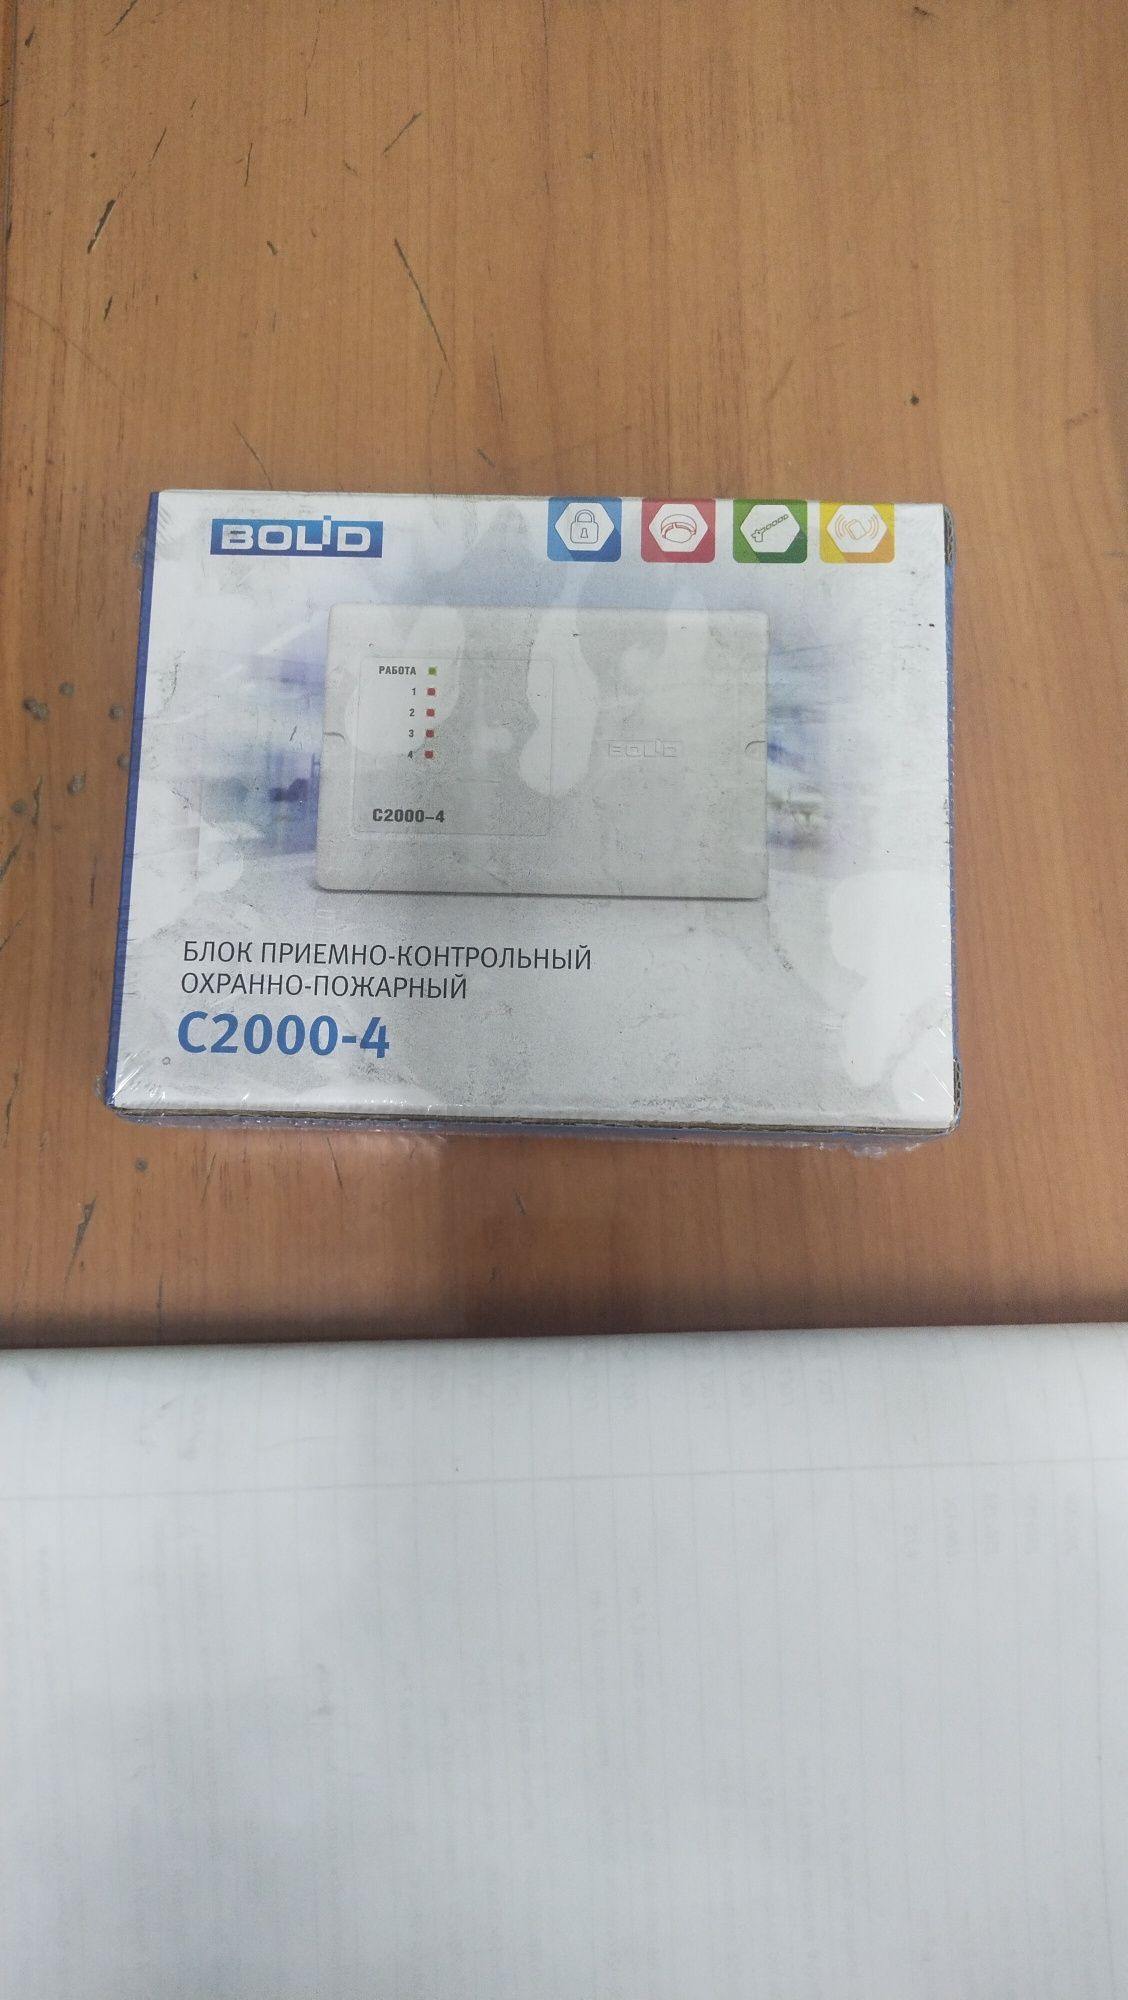 BOLID
РАБОТА
1
2
3
4
BOLID
С2000-4
БЛОК ПРИЕМНО-КОНТРОЛЬНЫЙ
ОХРАННО-ПОЖАРНЫЙ
С2000-4